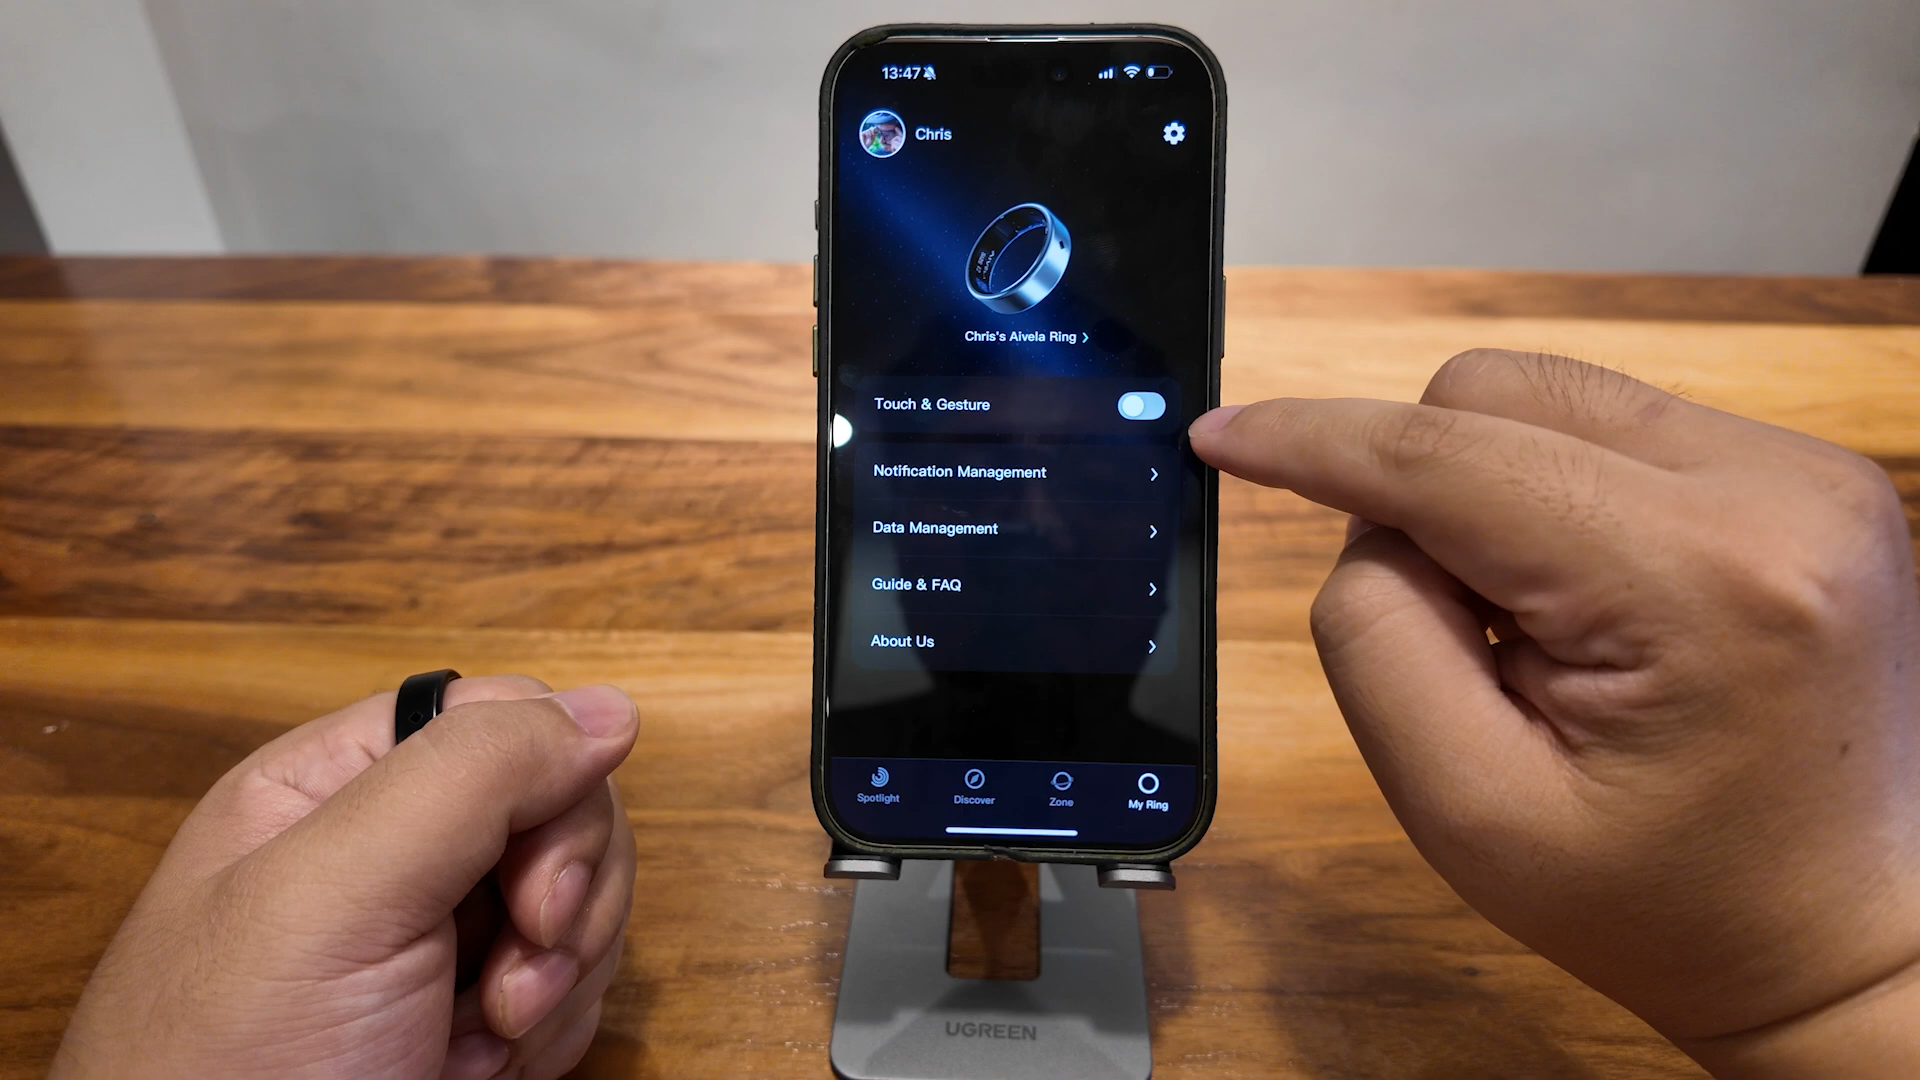 13:47
Chris
Chris's Aivela Ring
Touch & Gesture
Notification Management
Data Management
Guide & FAQ
About Us
Spotlight
Discover
Zone
My Ring
UGREEN